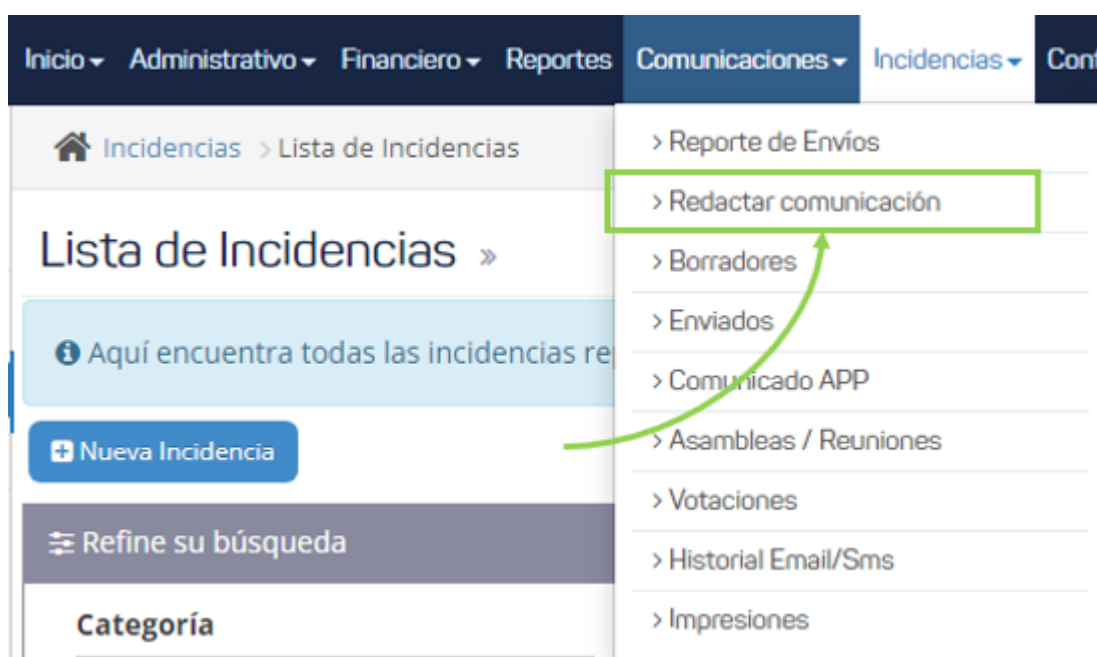 Inicio Administrativo Financiero Reportes Comunicaciones Incidencias
Incidencias > Lista de Incidencias
Lista de Incidencias »
Aquí encuentra todas las incidencias
Nueva Incidencia
Refine su búsqueda
Categoría
> Reporte de Envíos
> Redactar comunicación
> Borradores
> Enviados
> Comunicado APP
> Asambleas / Reuniones
> Votaciones
> Historial Email/Sms
> Impresiones